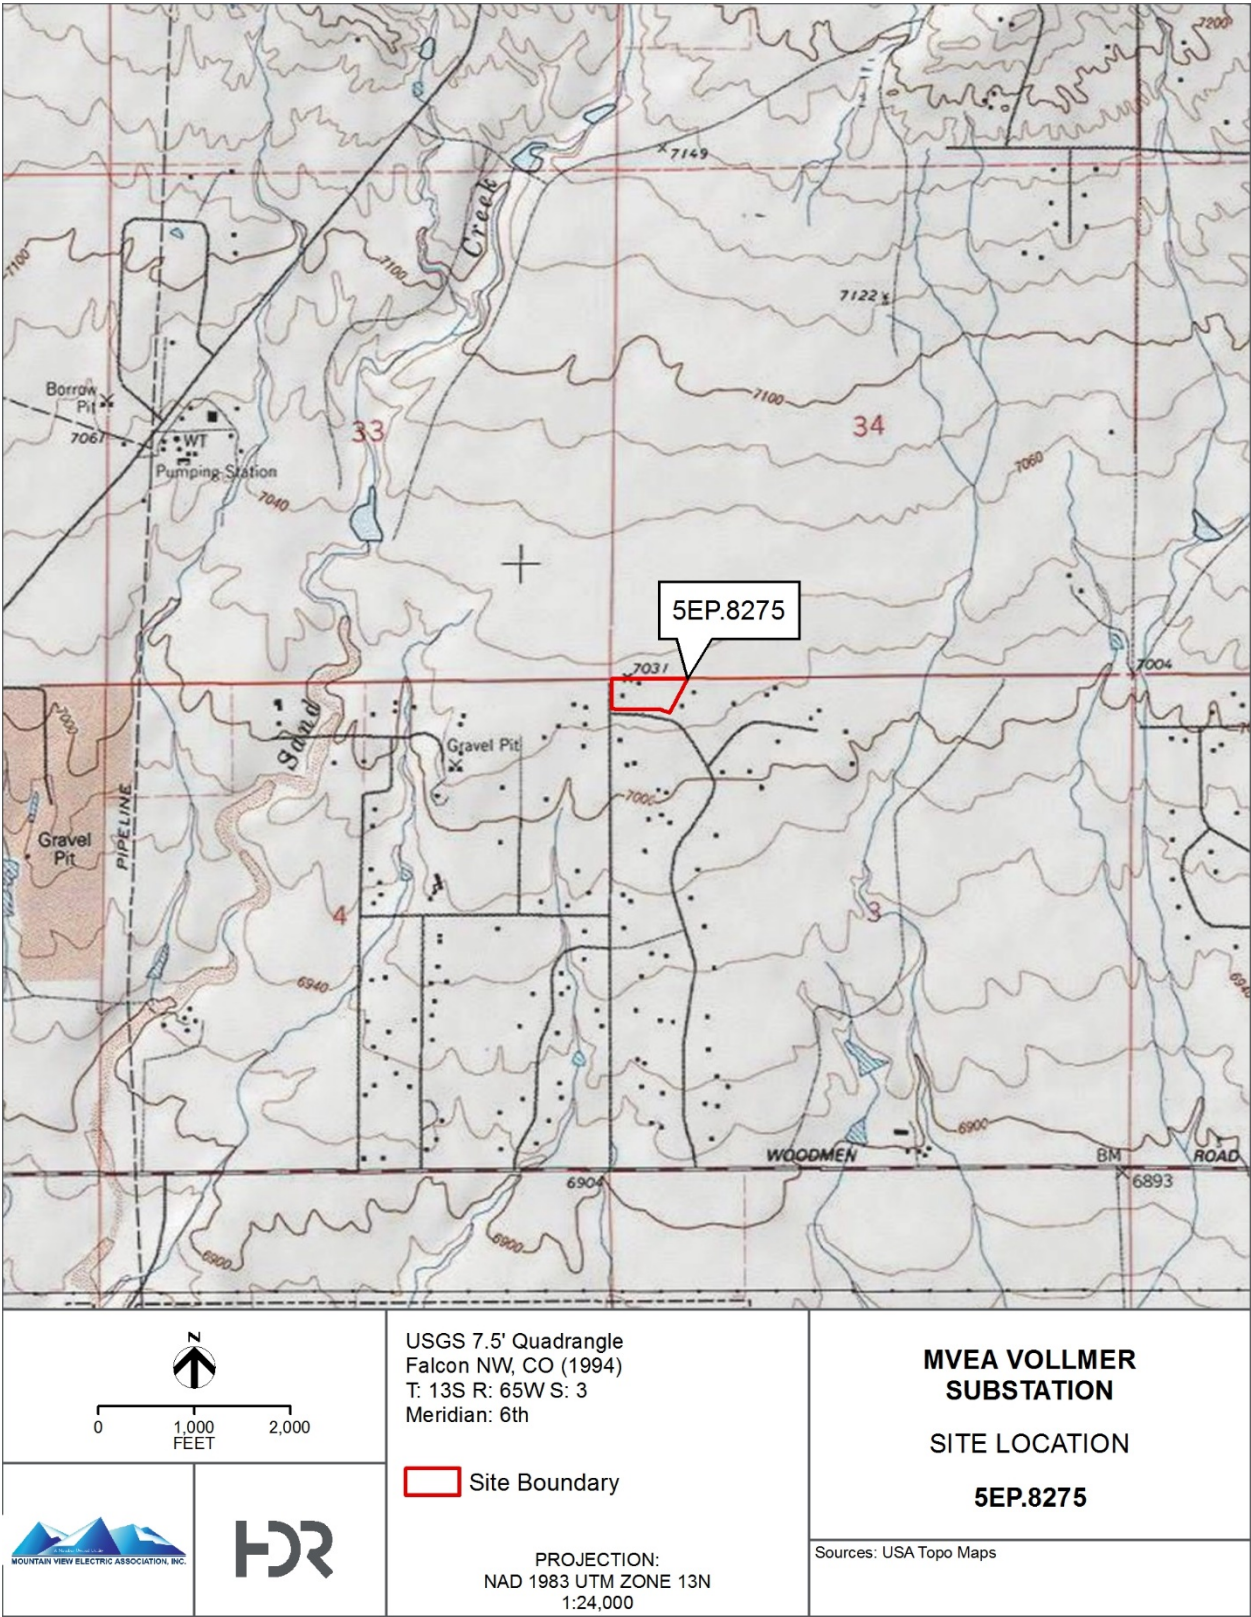 7200
7149
Creek
7100
7100
7122
Borrow
Pit
7061
WT
Pumping Station
33
7100
34
7060
7040
5EP.8275
7031
7004
7000
Sand
Gravel Pit
7000
PIPELINE
Gravel
Pit
4
3
6940
6940
6900
WOODMEN
BM
ROAD
6904
6893
6900
6900
N
0
1,000
2,000
FEET
MOUNTAIN VIEW ELECTRIC ASSOCIATION, INC.
HDR
USGS 7.5' Quadrangle
Falcon NW, CO (1994)
T: 13S R: 65W S: 3
Meridian: 6th
Site Boundary
PROJECTION:
NAD 1983 UTM ZONE 13N
1:24,000
MVEA VOLLMER
SUBSTATION
SITE LOCATION
5EP.8275
Sources: USA Topo Maps